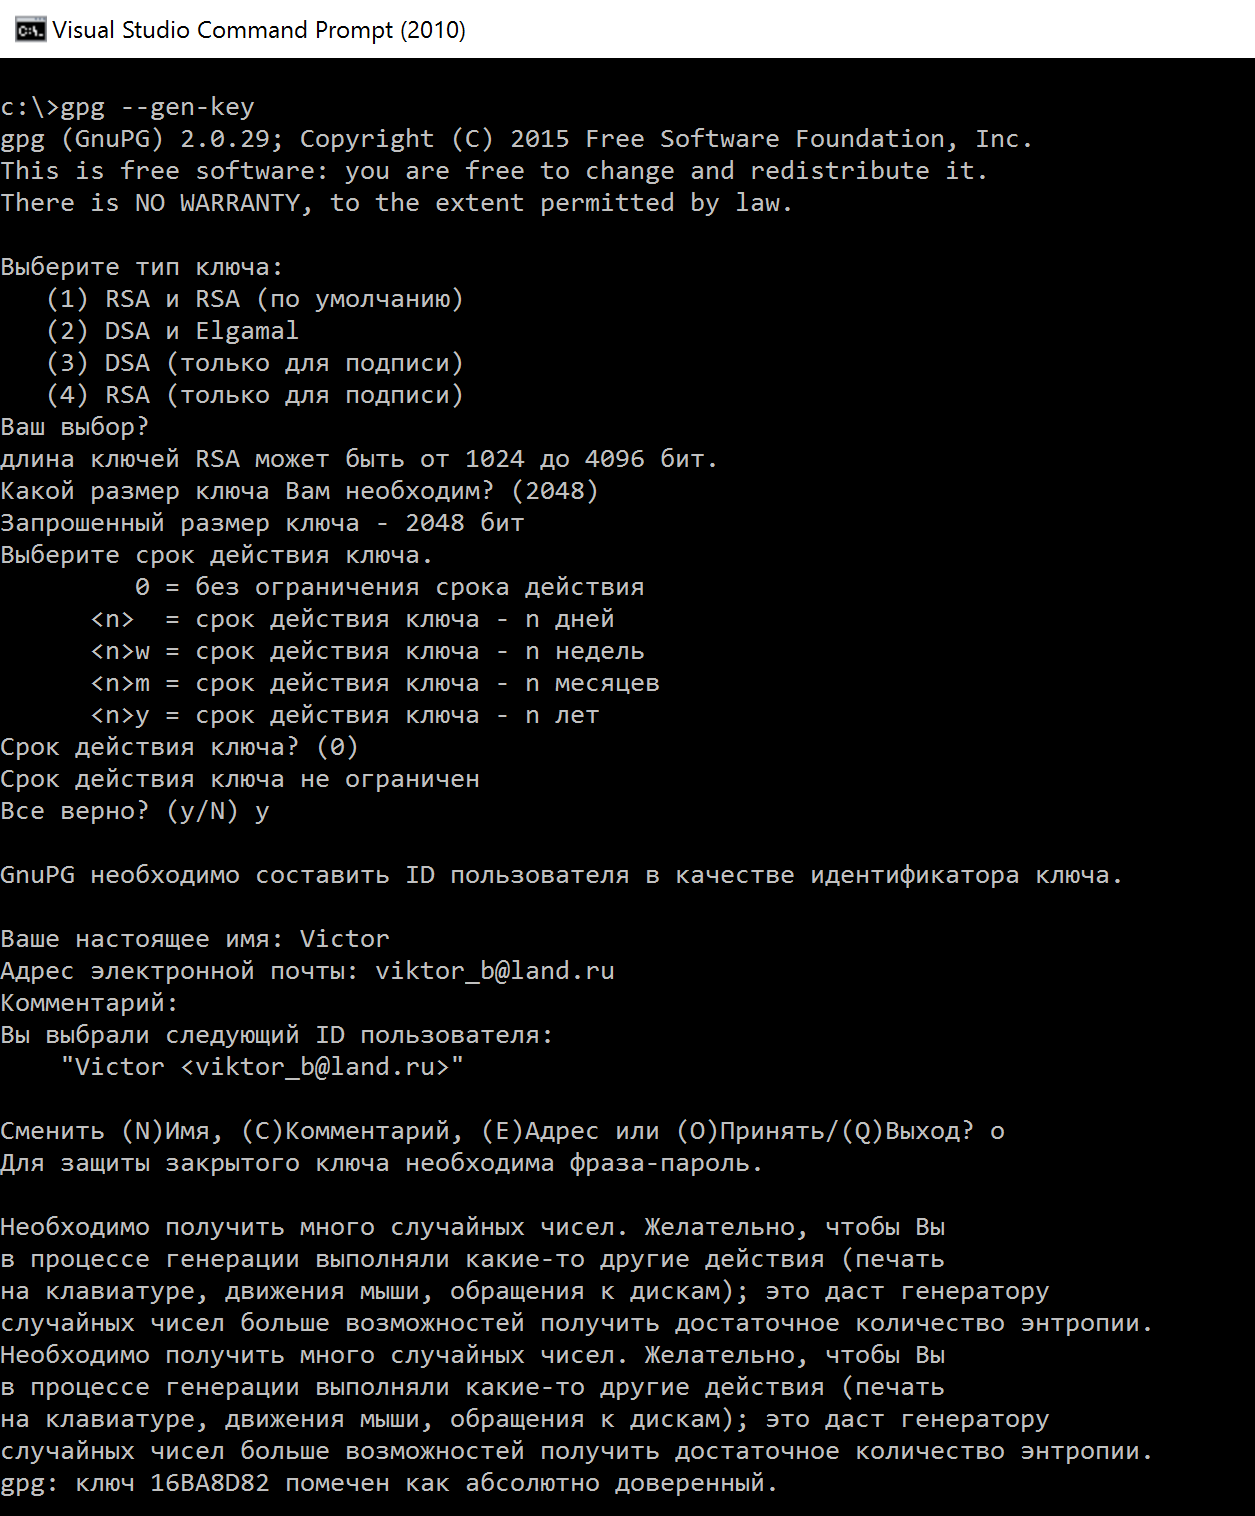 Visual Studio Command Prompt (2010)
c:\>gpg --gen-key
gpg (GnuPG) 2.0.29; Copyright (C) 2015 Free Software Foundation, Inc.
This is free software: you are free to change and redistribute it.
There is NO WARRANTY, to the extent permitted by law.
Выберите тип ключа:
(1) RSA и RSA (по умолчанию)
(2) DSA и Elgamal
(3) DSA (только для подписи)
(4) RSA (только для подписи)
Ваш выбор?
длина ключей RSA может быть от 1024 до 4096 бит.
Какой размер ключа Вам необходим? (2048)
Запрошенный размер ключа - 2048 бит
Выберите срок действия ключа.
0 = без ограничения срока действия
<n>  = срок действия ключа - n дней
<n>w = срок действия ключа - n недель
<n>m = срок действия ключа - n месяцев
<n>y = срок действия ключа - n лет
Срок действия ключа? (0)
Срок действия ключа не ограничен
Все верно? (y/N) y
GnuPG необходимо составить ID пользователя в качестве идентификатора ключа.
Ваше настоящее имя: Victor
Адрес электронной почты: viktor_b@land.ru
Комментарий:
Вы выбрали следующий ID пользователя:
"Victor <viktor_b@land.ru>"
Сменить (N)Имя, (C)Комментарий, (E)Адрес или (O)Принять/(Q)Выход? o
Для защиты закрытого ключа необходима фраза-пароль.
Необходимо получить много случайных чисел. Желательно, чтобы Вы
в процессе генерации выполняли какие-то другие действия (печать
на клавиатуре, движения мыши, обращения к дискам); это даст генератору
случайных чисел больше возможностей получить достаточное количество энтропии.
Необходимо получить много случайных чисел. Желательно, чтобы Вы
в процессе генерации выполняли какие-то другие действия (печать
на клавиатуре, движения мыши, обращения к дискам); это даст генератору
случайных чисел больше возможностей получить достаточное количество энтропии.
gpg: ключ 16BA8D82 помечен как абсолютно доверенный.